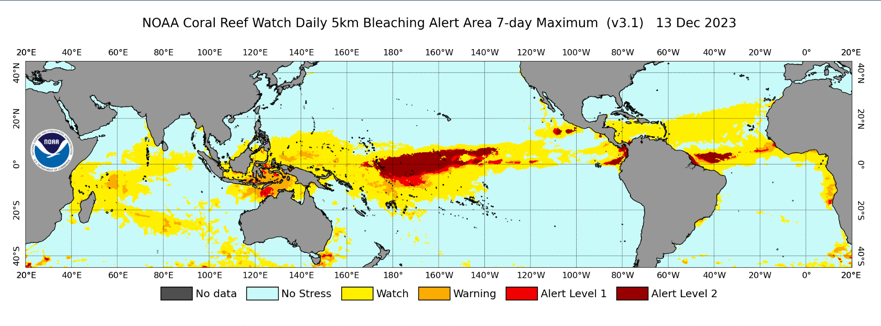 NOAA Coral Reef Watch Daily 5km Bleaching Alert Area 7-day Maximum (v3.1) 13 Dec 2023
20°E 40°E 60°E 80°E 100°E 120°E 140°E 160°E 180° 160°W 140°W 120°W 100°W 80°W 60°W 40°W 20°W 0° 20°E
40°N 40°N
20°N 20°N
NOAA
0° 0°
20°S 20°S
40°S 40°S
20°E 40°E 60°E 80°E 100°E 120°E 140°E 160°E 180° 160°W 140°W 120°W 100°W 80°W 60°W 40°W 20°W 0° 20°E
No data No Stress Watch Warning Alert Level 1 Alert Level 2